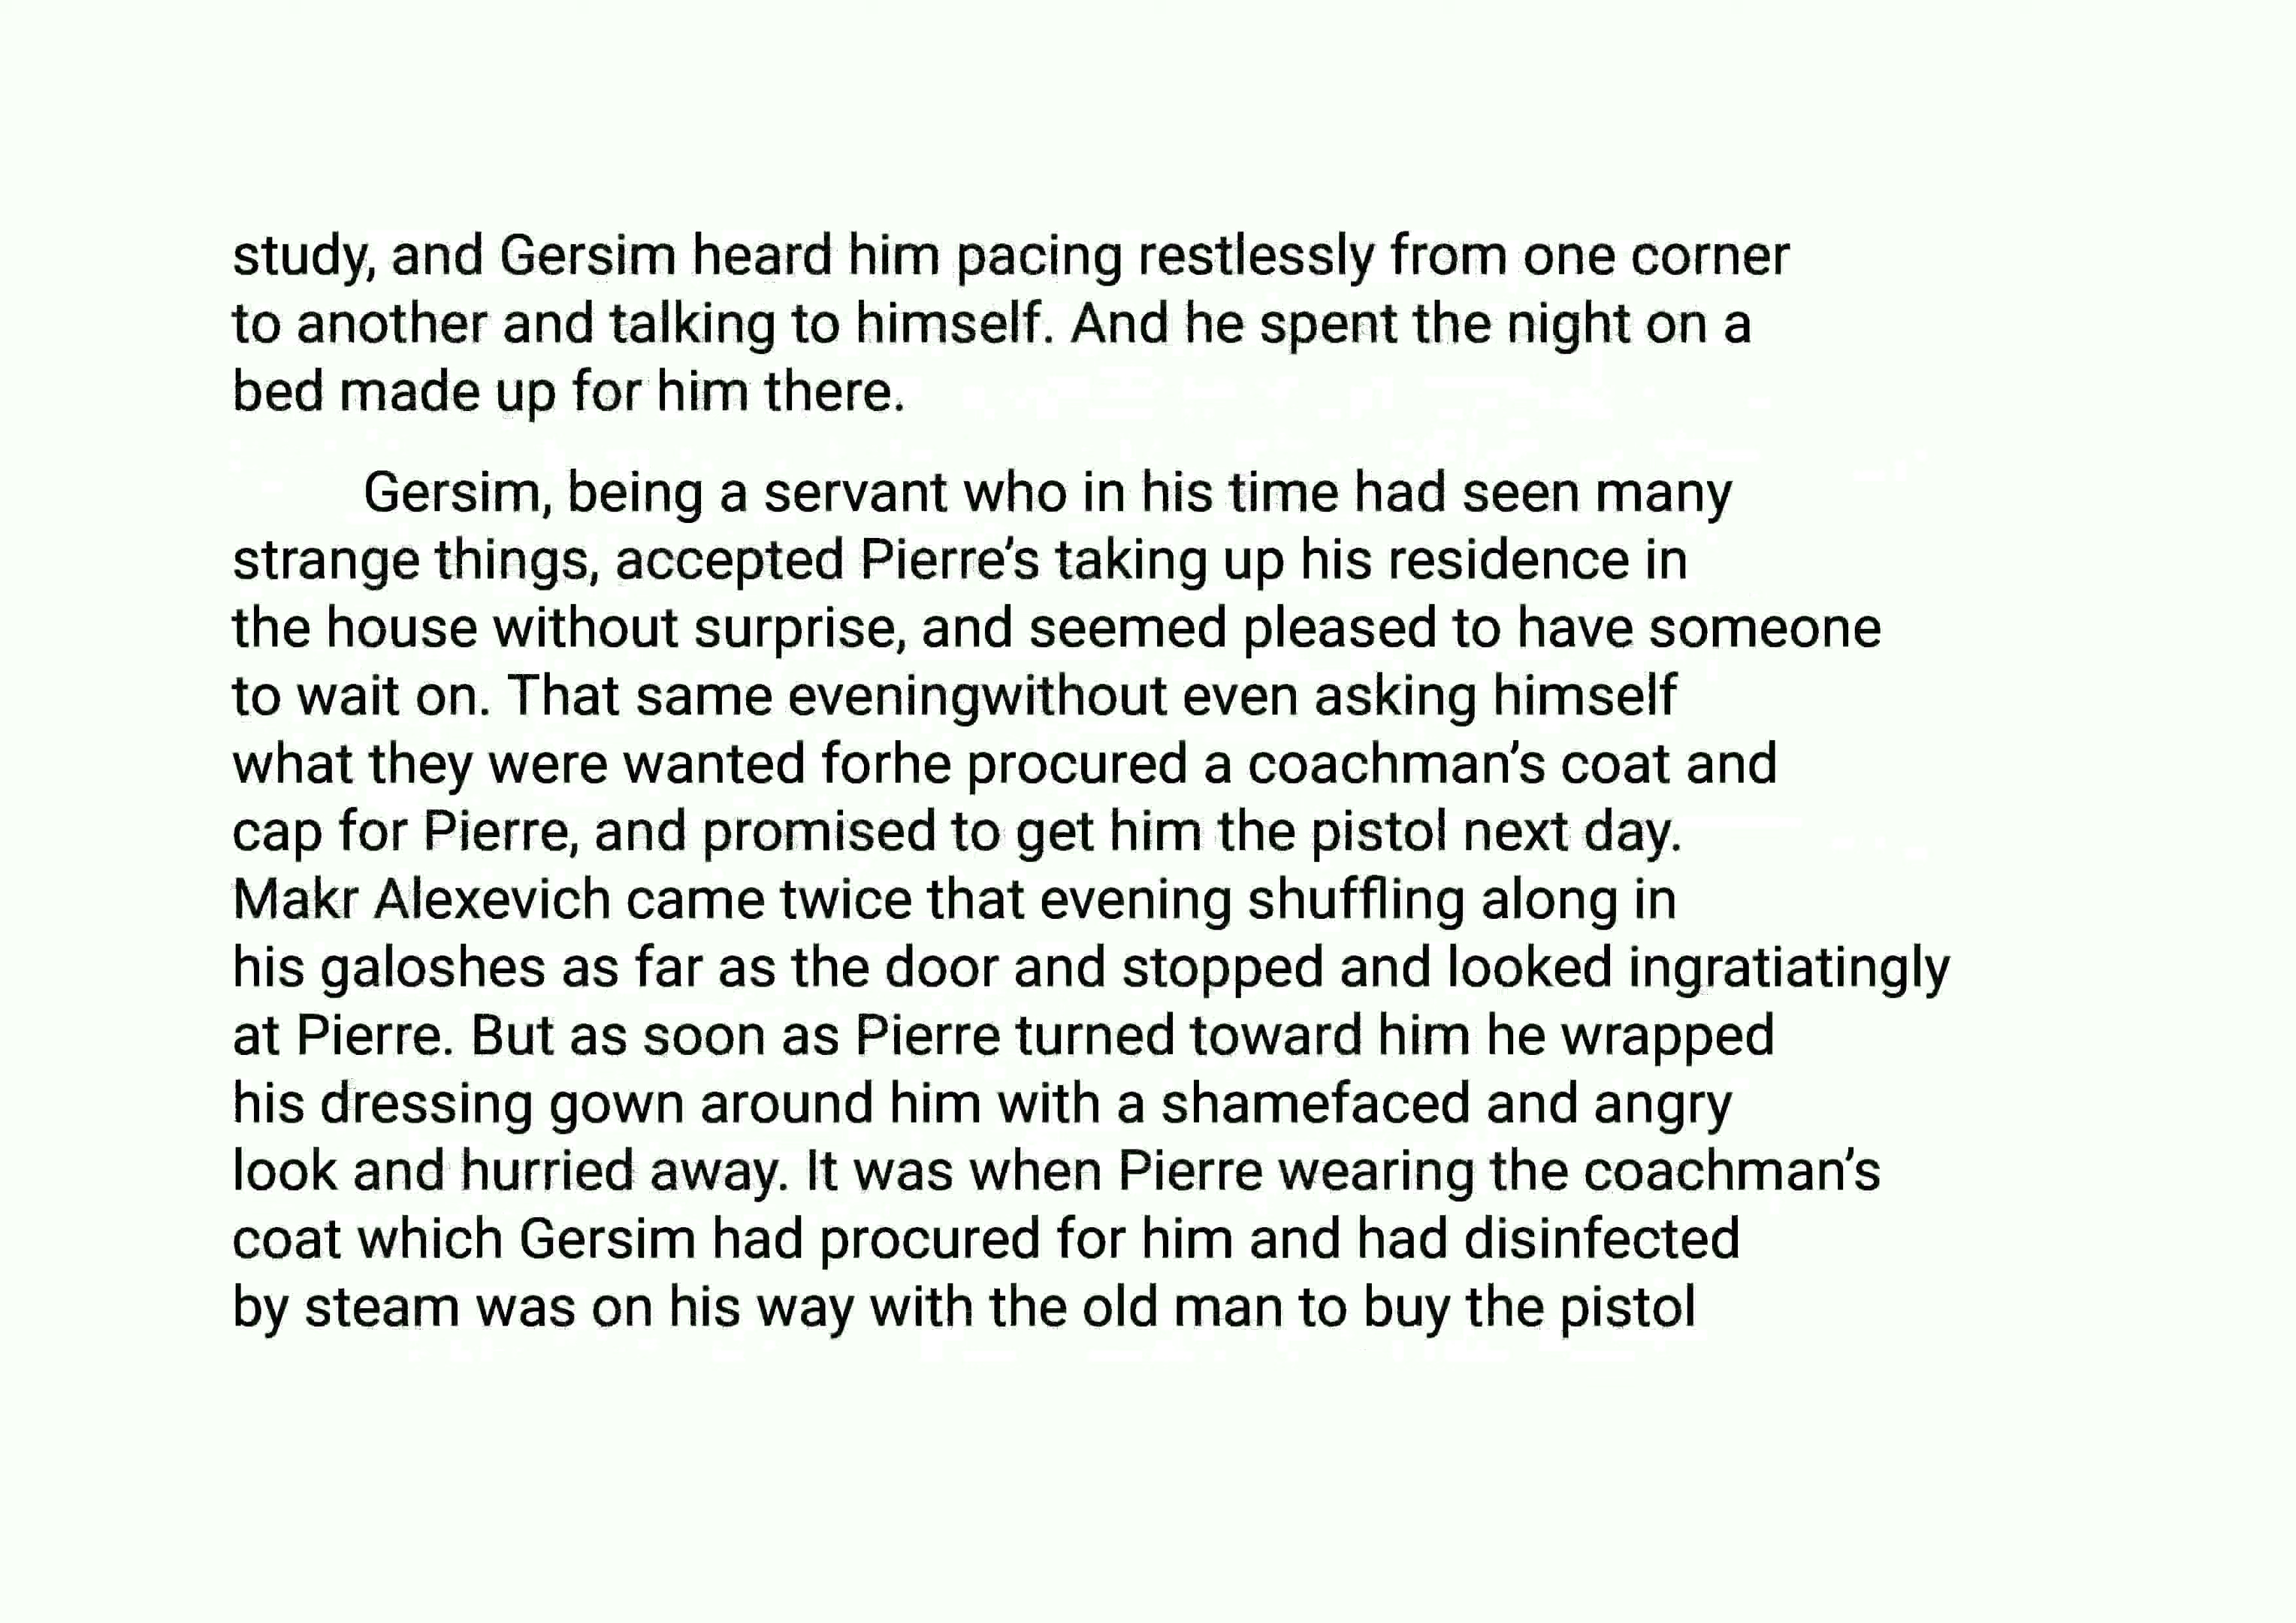 study, and Gersim heard him pacing restlessly from one corner
to another and talking to himself. And he spent the night on a
bed made up for him there.
Gersim, being a servant who in his time had seen many
strange things, accepted Pierre's taking up his residence in
the house without surprise, and seemed pleased to have someone
to wait on. That same eveningwithout even asking himself
what they were wanted forhe procured a coachman's coat and
cap for Pierre, and promised to get him the pistol next day.
Makr Alexevich came twice that evening shuffling along in
his galoshes as far as the door and stopped and looked ingratiatingly
at Pierre. But as soon as Pierre turned toward him he wrapped
his dressing gown around him with a shamefaced and angry
look and hurried away. It was when Pierre wearing the coachman's
coat which Gersim had procured for him and had disinfected
by steam was on his way with the old man to buy the pistol